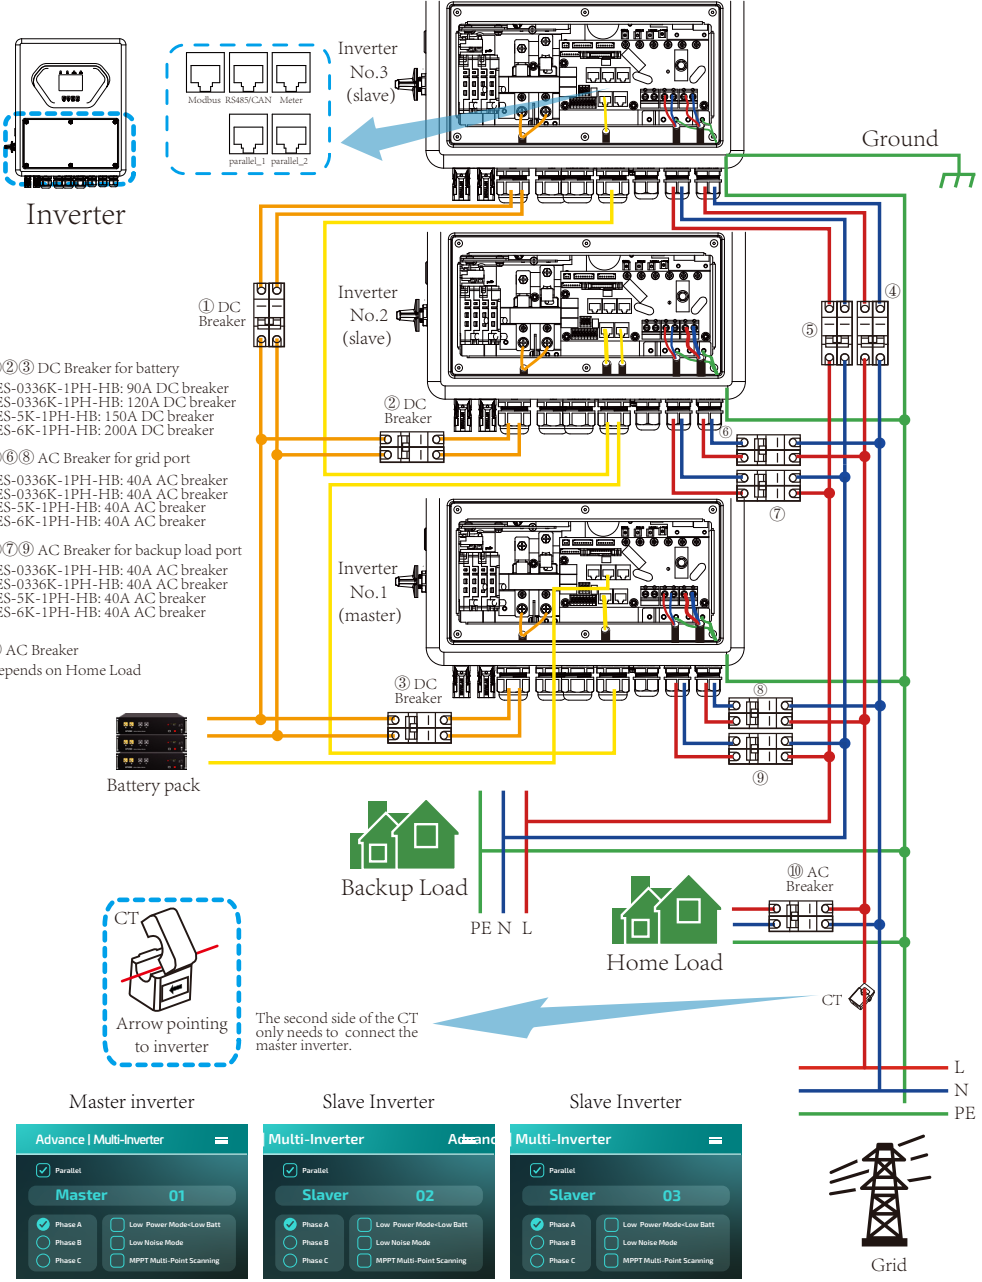 Modbus RS485/CAN Meter
parallel_1 parallel_2
Inverter
Inverter
No.3
(slave)
Ground
① DC
Breaker
Inverter
No.2
(slave)
④
⑤
②③ DC Breaker for battery
ES-0336K-1PH-HB: 90A DC breaker
ES-0336K-1PH-HB: 120A DC breaker
ES-5K-1PH-HB: 150A DC breaker
ES-6K-1PH-HB: 200A DC breaker
② DC
Breaker
⑥
⑦
⑥⑧ AC Breaker for grid port
ES-0336K-1PH-HB: 40A AC breaker
ES-0336K-1PH-HB: 40A AC breaker
ES-5K-1PH-HB: 40A AC breaker
ES-6K-1PH-HB: 40A AC breaker
⑦⑨ AC Breaker for backup load port
ES-0336K-1PH-HB: 40A AC breaker
ES-0336K-1PH-HB: 40A AC breaker
ES-5K-1PH-HB: 40A AC breaker
ES-6K-1PH-HB: 40A AC breaker
Inverter
No.1
(master)
AC Breaker
epends on Home Load
③ DC
Breaker
⑧
⑨
Battery pack
Backup Load
PE N L
⑩ AC
Breaker
Home Load
CT
Arrow pointing
to inverter
The second side of the CT
only needs to connect the
master inverter.
CT
L
N
PE
Grid
Master inverter
Advance | Multi-Inverter
Parallel
Master 01
Phase A
Phase B
Phase C
Low Power Mode<Low Batt
Low Noise Mode
MPPT Multi-Point Scanning
Slave Inverter
| Multi-Inverter
Parallel
Slaver 02
Phase A
Phase B
Phase C
Low Power Mode<Low Batt
Low Noise Mode
MPPT Multi-Point Scanning
Slave Inverter
| Multi-Inverter
Parallel
Slaver 03
Phase A
Phase B
Phase C
Low Power Mode<Low Batt
Low Noise Mode
MPPT Multi-Point Scanning